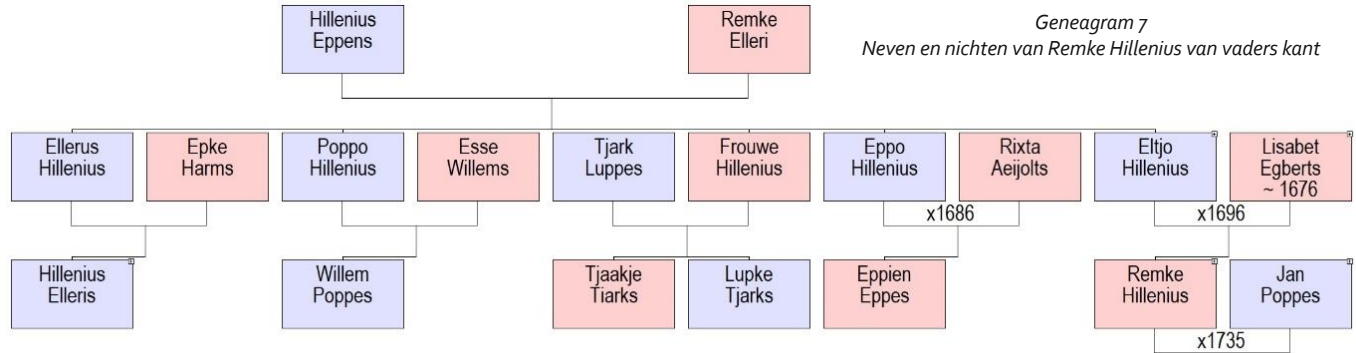 Hillenius
Eppens
Remke
Elleri
Geneagram 7
Neven en nichten van Remke Hillenius van vaders kant
Ellerus
Hillenius
Epke
Harms
Poppo
Hillenius
Esse
Willems
Tjark
Luppes
Frouwe
Hillenius
Eppo
Hillenius
Rixta
Aeijolts
Eltjo
Hillenius
Lisabet
Egberts
~ 1676
x1686
x1696
Hillenius
Elleris
Willem
Poppes
Tjaakje
Tiarks
Lupke
Tjarks
Eppien
Eppes
Remke
Hillenius
Jan
Poppes
x1735